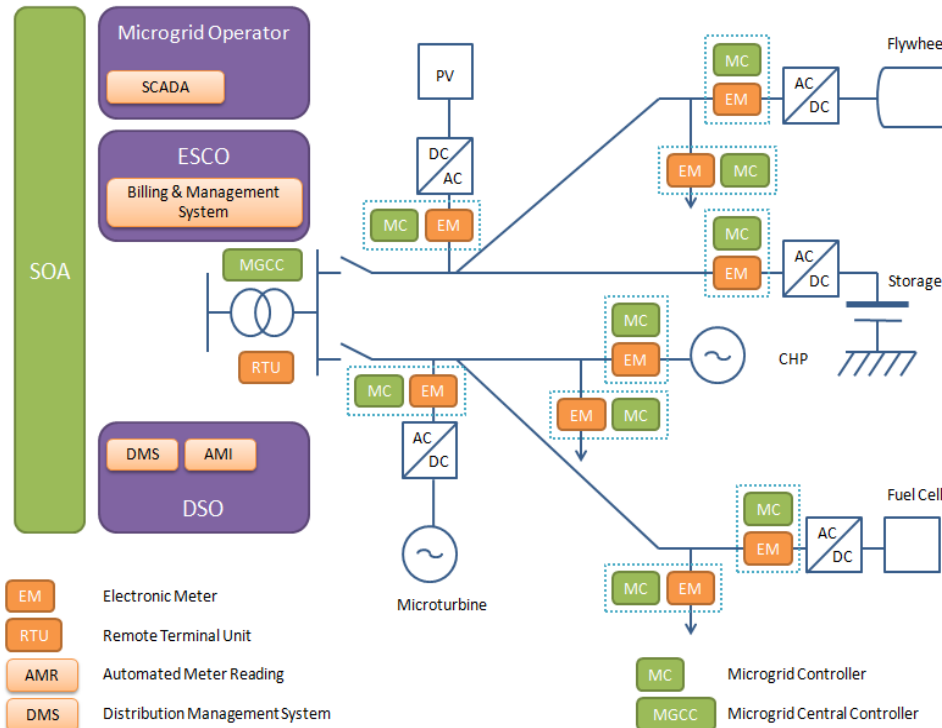 Microgrid Operator
SCADA
ESCO
Billing & Management
System
SOA
MGCC
RTU
DMS
AMI
DSO
PV
DC
AC
MC
EM
MC
EM
AC
DC
Flywheel
EM
MC
MC
EM
AC
DC
Storage
MC
EM
CHP
MC
EM
EM
MC
AC
DC
Microturbine
MC
EM
AC
DC
Fuel Cell
MC
EM
EM
Electronic Meter
RTU
Remote Terminal Unit
AMR
Automated Meter Reading
DMS
Distribution Management System
MC
Microgrid Controller
MGCC
Microgrid Central Controller